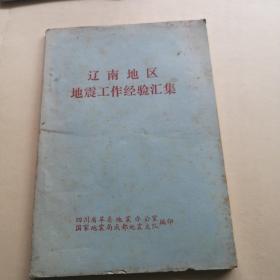 辽南地区
地震工作经验汇集
四川省革委地震办公室
国家地震局成都地震大队 编印